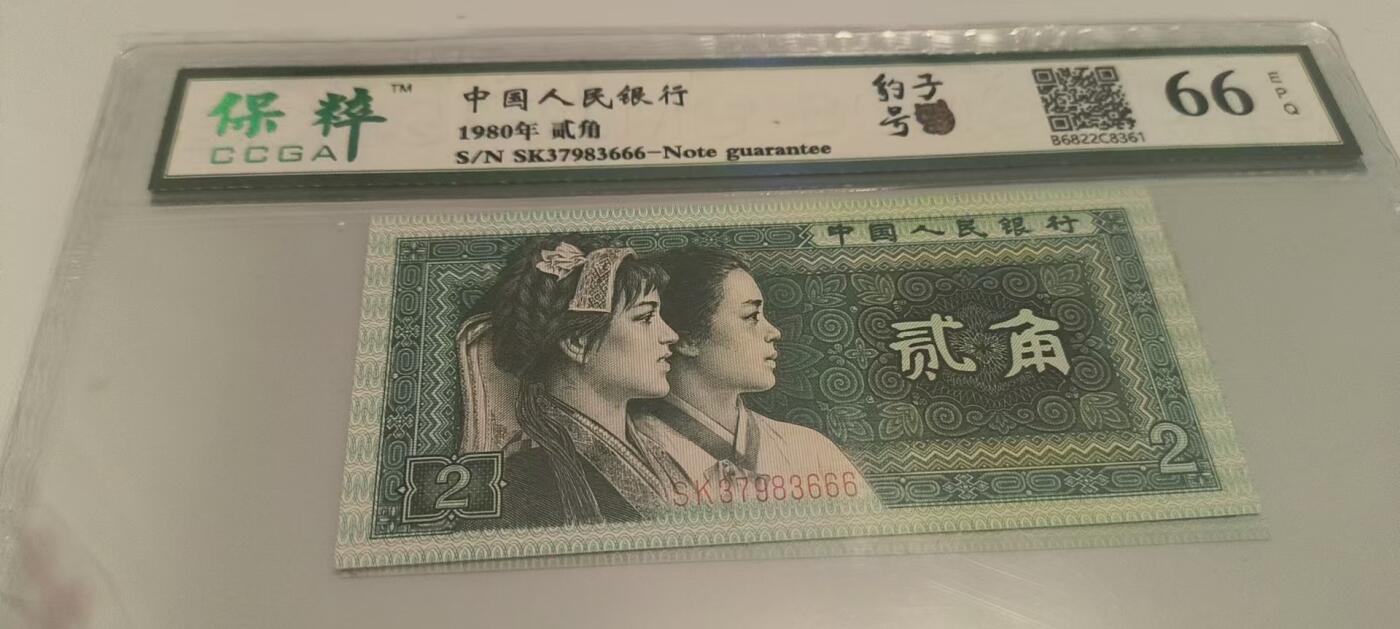 保粹™
CCGA
中国人民银行
1980年 贰角
S/N SK37983666-Note guarantee
豹子
号
B6822C8361
66
EPQ
中国人民银行
贰角
2
2
SK37983666